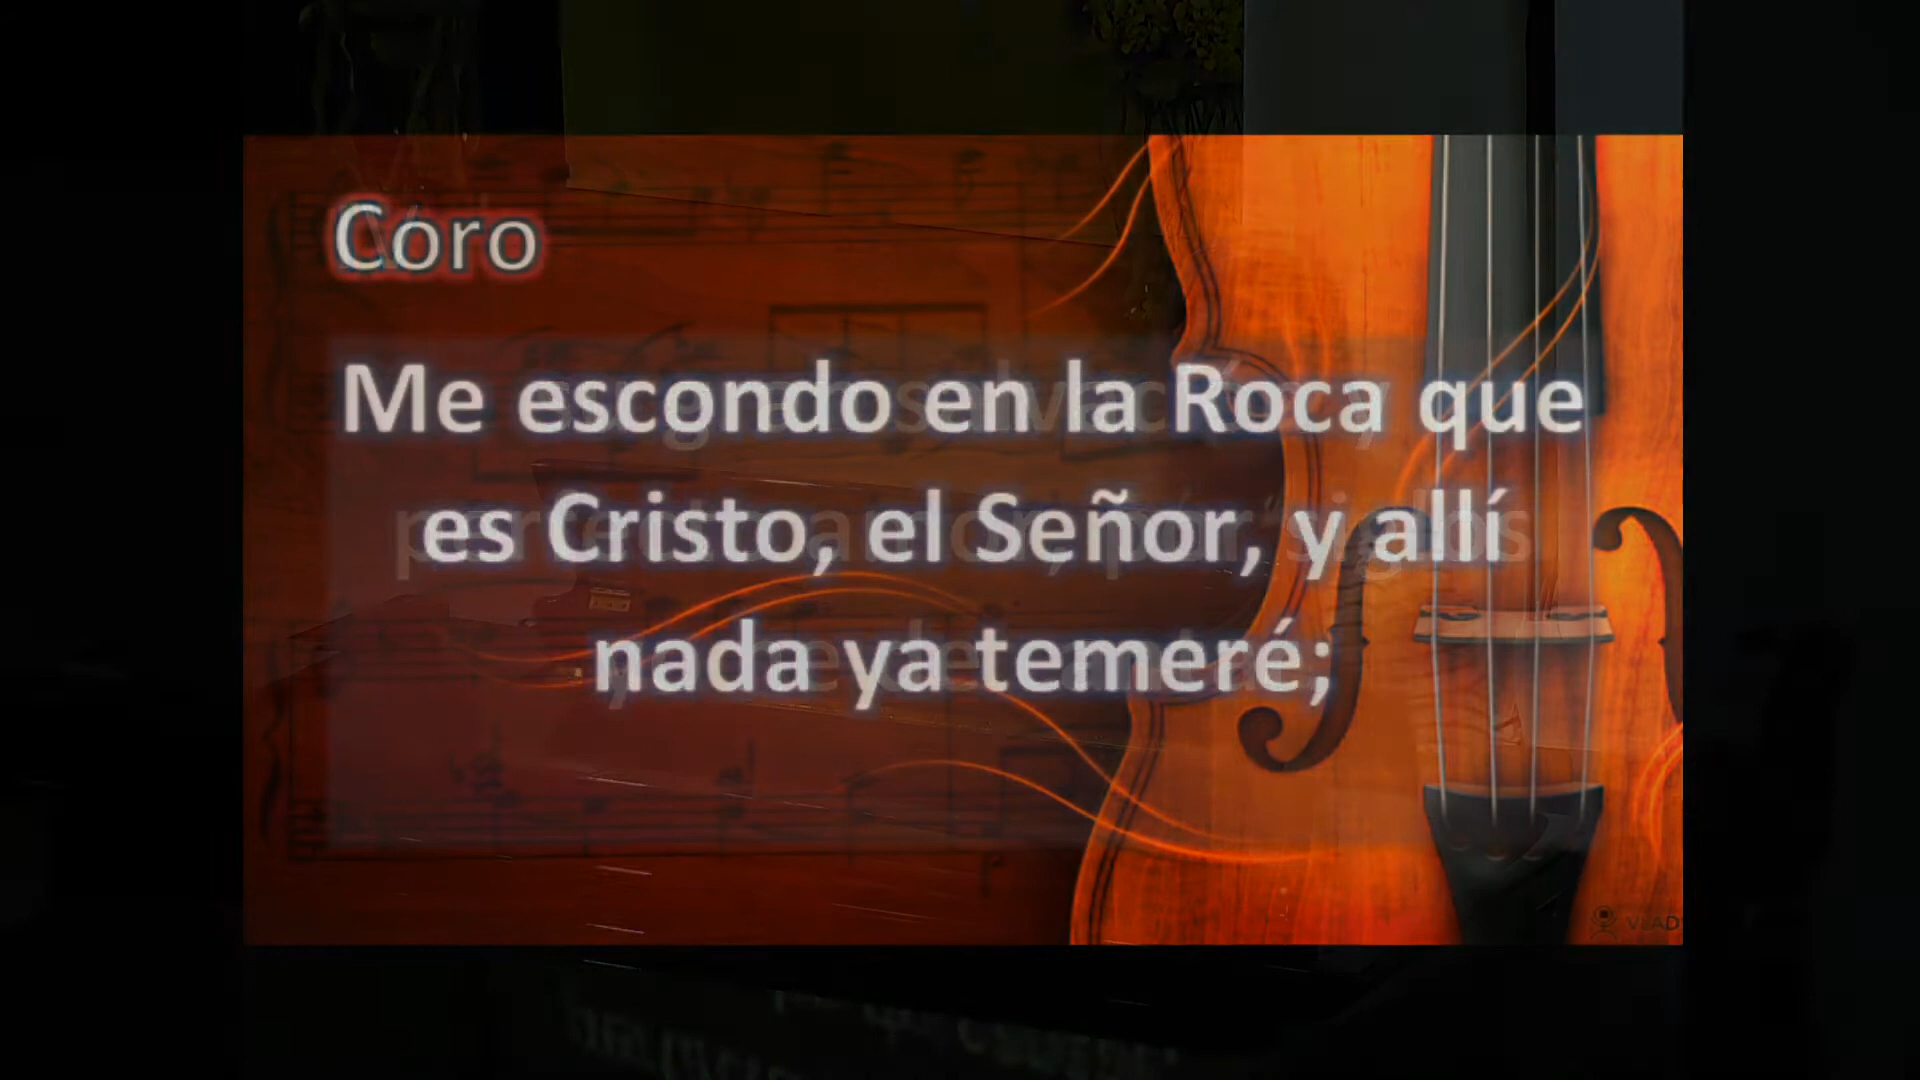 Coro
Me escondo en la Roca que
es Cristo, el Señor, y allí
nada ya temeré;